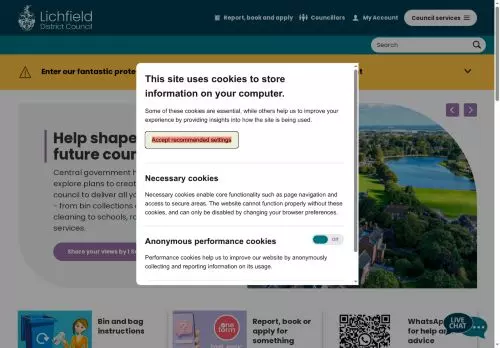 Lichfield
District Council
Report, book and apply
Councillors
My Account
Council services
Search
Enter our fantastic prote
t
This site uses cookies to store
information on your computer.
Some of these cookies are essential, while others help us to improve your
experience by providing insights into how the site is being used.
Accept recommended settings
Necessary cookies
Necessary cookies enable core functionality such as page navigation and
access to secure areas. The website cannot function properly without these
cookies, and can only be disabled by changing your browser preferences.
Anonymous performance cookies
Off
Performance cookies help us to improve our website by anonymously
collecting and reporting information on its usage.
Help shape
future coun
Central government h
explore plans to creat
council to deliver all yo
- from bin collections
cleaning to schools, ro
services.
Share your views by 1 Se
Bin and bag
instructions
one
form
Report, book or
apply for
something
WhatsA
for help an
advice
LIVE
CHAT